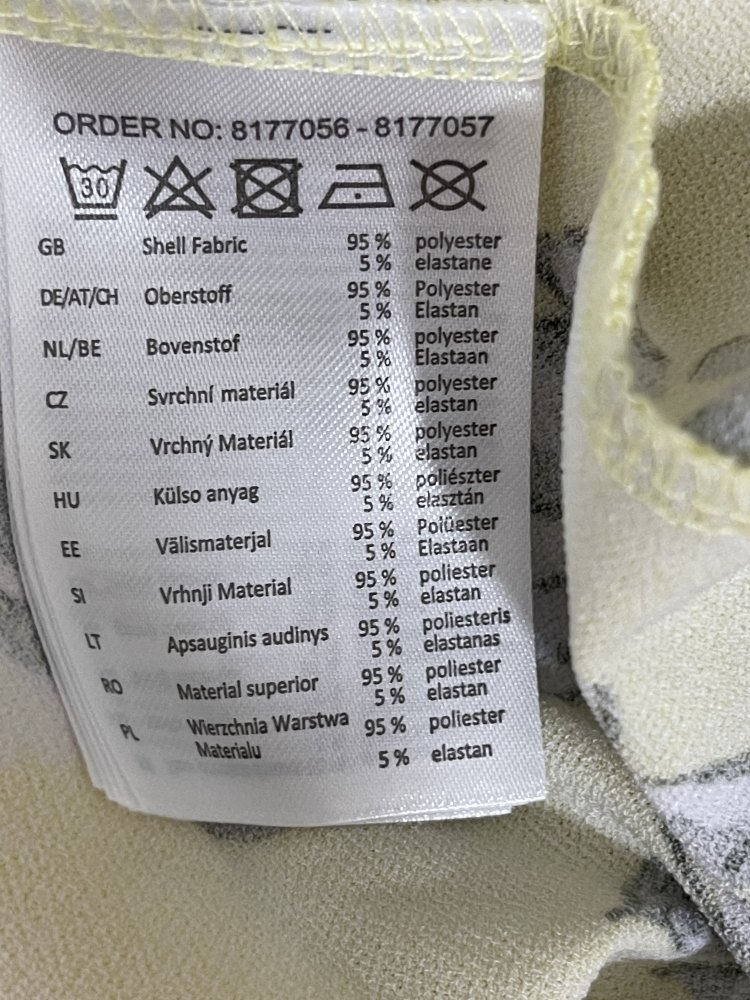 ORDER NO: 8177056 - 8177057
30
GB Shell Fabric 95 % polyester
5 % elastane
DE/AT/CH Oberstoff 95 % Polyester
5 % Elastan
NL/BE Bovenstof 95 % polyester
5 % Elastaan
CZ Svrchní materiál 95 % polyester
5 % elastan
SK Vrchný Materiál 95 % polyester
5 % elastan
HU Külso anyag 95 % poliészter
5 % elasztán
EE Välismaterjal 95 % Polüester
5 % Elastaan
SI Vrhnji Material 95 % poliester
5 % elastan
LT Apsauginis audinys 95 % poliesteris
5 % elastanas
RO Material superior 95 % poliester
5 % elastan
PL Wierzchnia Warstwa 95 % poliester
Materialu 5 % elastan